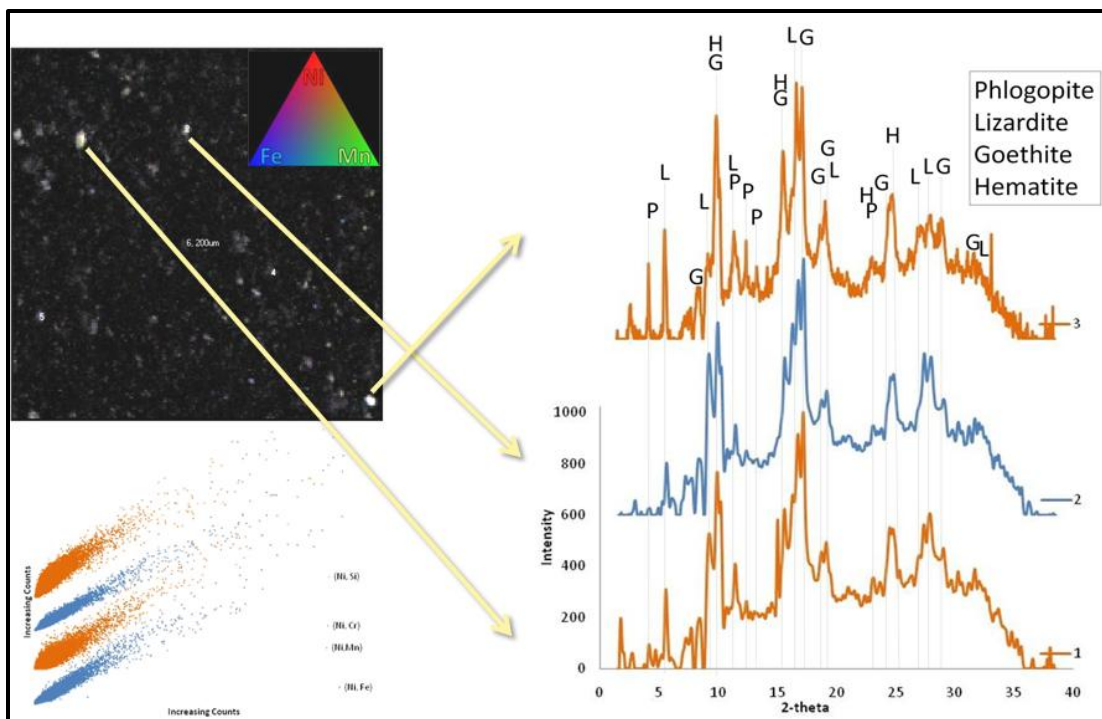 Ni
Fe
Mn
6, 200um
4
5
Increasing Counts
(Ni, Si)
(Ni, Cr)
(Ni,Mn)
(Ni, Fe)
Increasing Counts
Phlogopite
Lizardite
Goethite
Hematite
P
L
G
L
H
G
L
P
P
P
H
G
L
G
G
G
L
H
P
G
H
L
L
G
G
L
3
2
1
1000
800
600
400
200
0
Intensity
0 5 10 15 20 25 30 35 40
2-theta